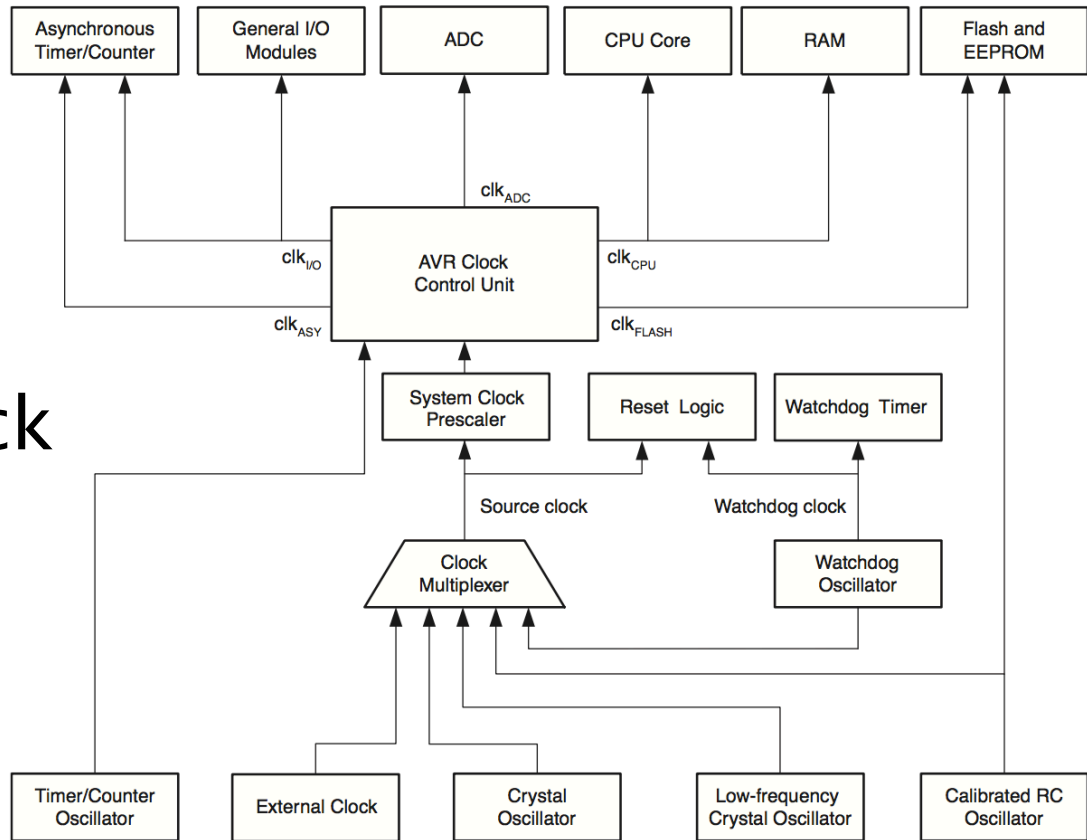 Asynchronous
Timer/Counter
General I/O
Modules
ADC
CPU Core
RAM
Flash and
EEPROM
clkADC
clkI/O
clkCPU
AVR Clock
Control Unit
clkASY
clkFLASH
System Clock
Prescaler
Reset Logic
Watchdog Timer
ck
Source clock
Watchdog clock
Clock
Multiplexer
Watchdog
Oscillator
Timer/Counter
Oscillator
External Clock
Crystal
Oscillator
Low-frequency
Crystal Oscillator
Calibrated RC
Oscillator